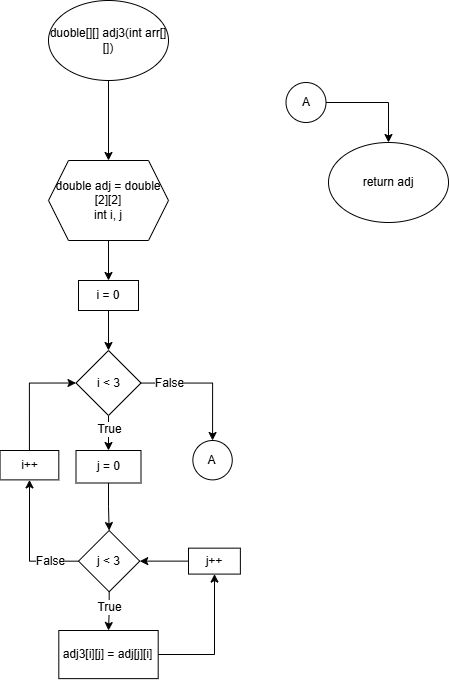 duoble[][] adj3(int arr[]
[])
double adj = double
[2][2]
int i, j
i = 0
i < 3
False
True
i++
j = 0
A
j < 3
False
j++
True
adj3[i][j] = adj[j][i]
A
return adj